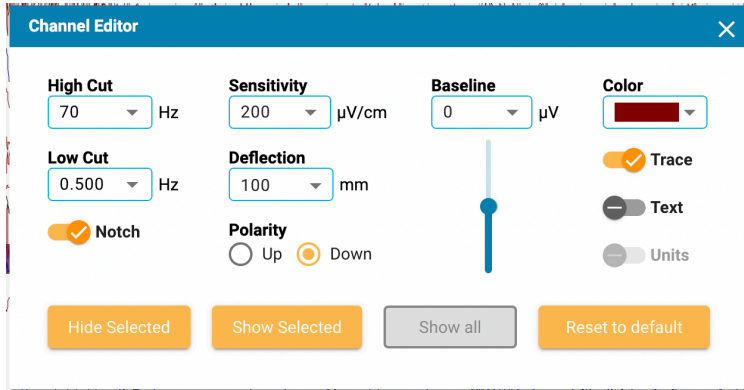 Channel Editor
High Cut
70 Hz
Sensitivity
200 µV/cm
Baseline
0 µV
Color
Low Cut
0.500 Hz
Deflection
100 mm
Trace
Notch
Polarity
Up Down
Text
Units
Hide Selected
Show Selected
Show all
Reset to default